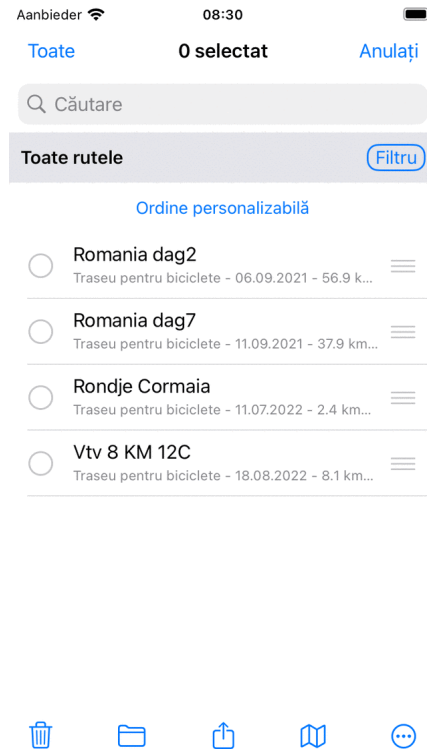 Aanbieder 08:30
Toate 0 selectat Anulați
Căutare
Toate rutele Filtru
Ordine personalizabilă
Romania dag2
Traseu pentru biciclete - 06.09.2021 - 56.9 k...
Romania dag7
Traseu pentru biciclete - 11.09.2021 - 37.9 km...
Rondje Cormaia
Traseu pentru biciclete - 11.07.2022 - 2.4 km...
Vtv 8 KM 12C
Traseu pentru biciclete - 18.08.2022 - 8.1 km...